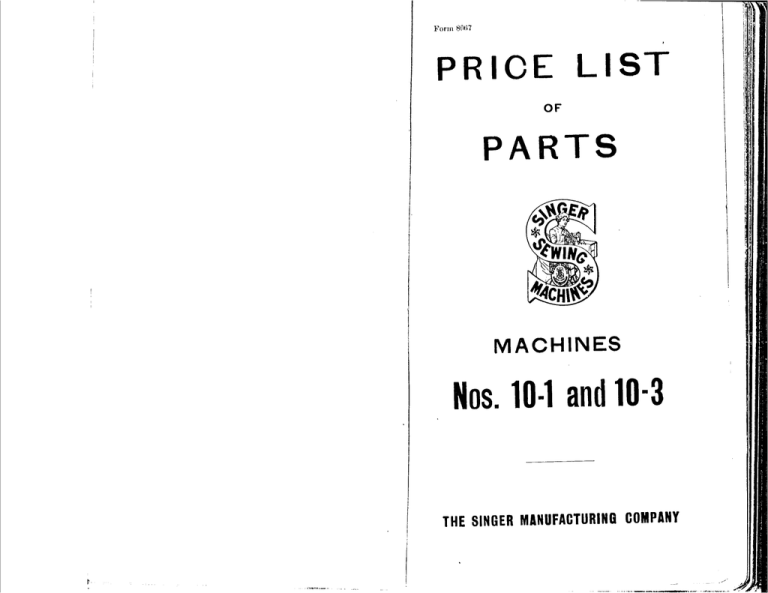 Form 8067
PRICE LIST
OF
PARTS
SINGER
SEWING
MACHINES
MACHINES
Nos. 10-1 and 10-3
THE SINGER MANUFACTURING COMPANY